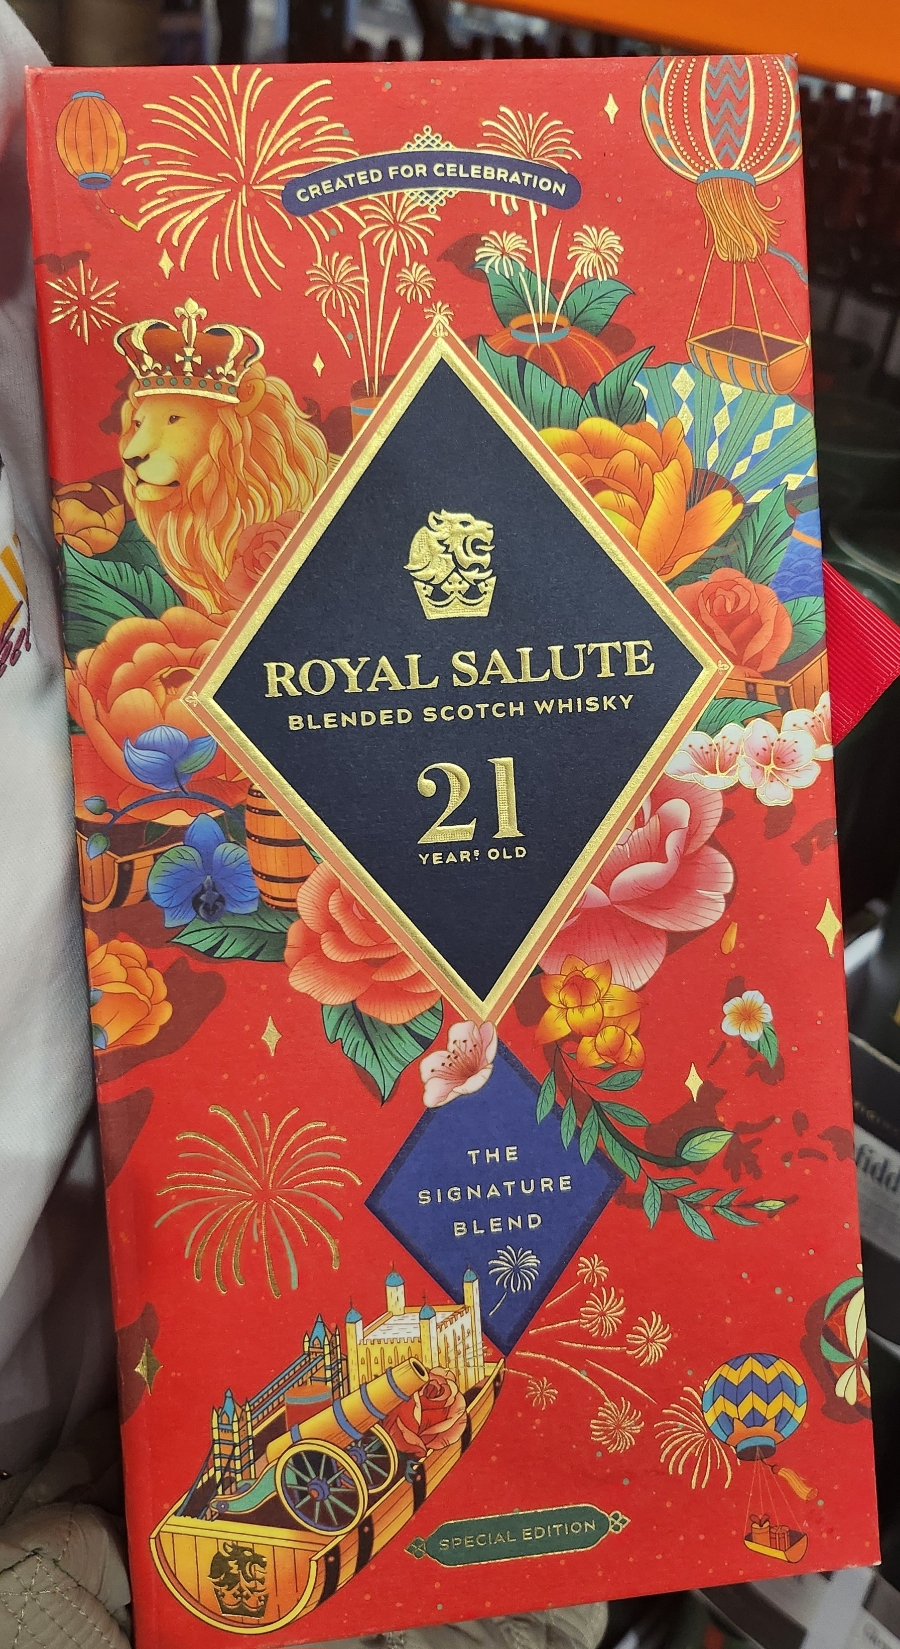 CREATED FOR CELEBRATION
ROYAL SALUTE
BLENDED SCOTCH WHISKY
21
YEARS OLD
THE
SIGNATURE
BLEND
SPECIAL EDITION